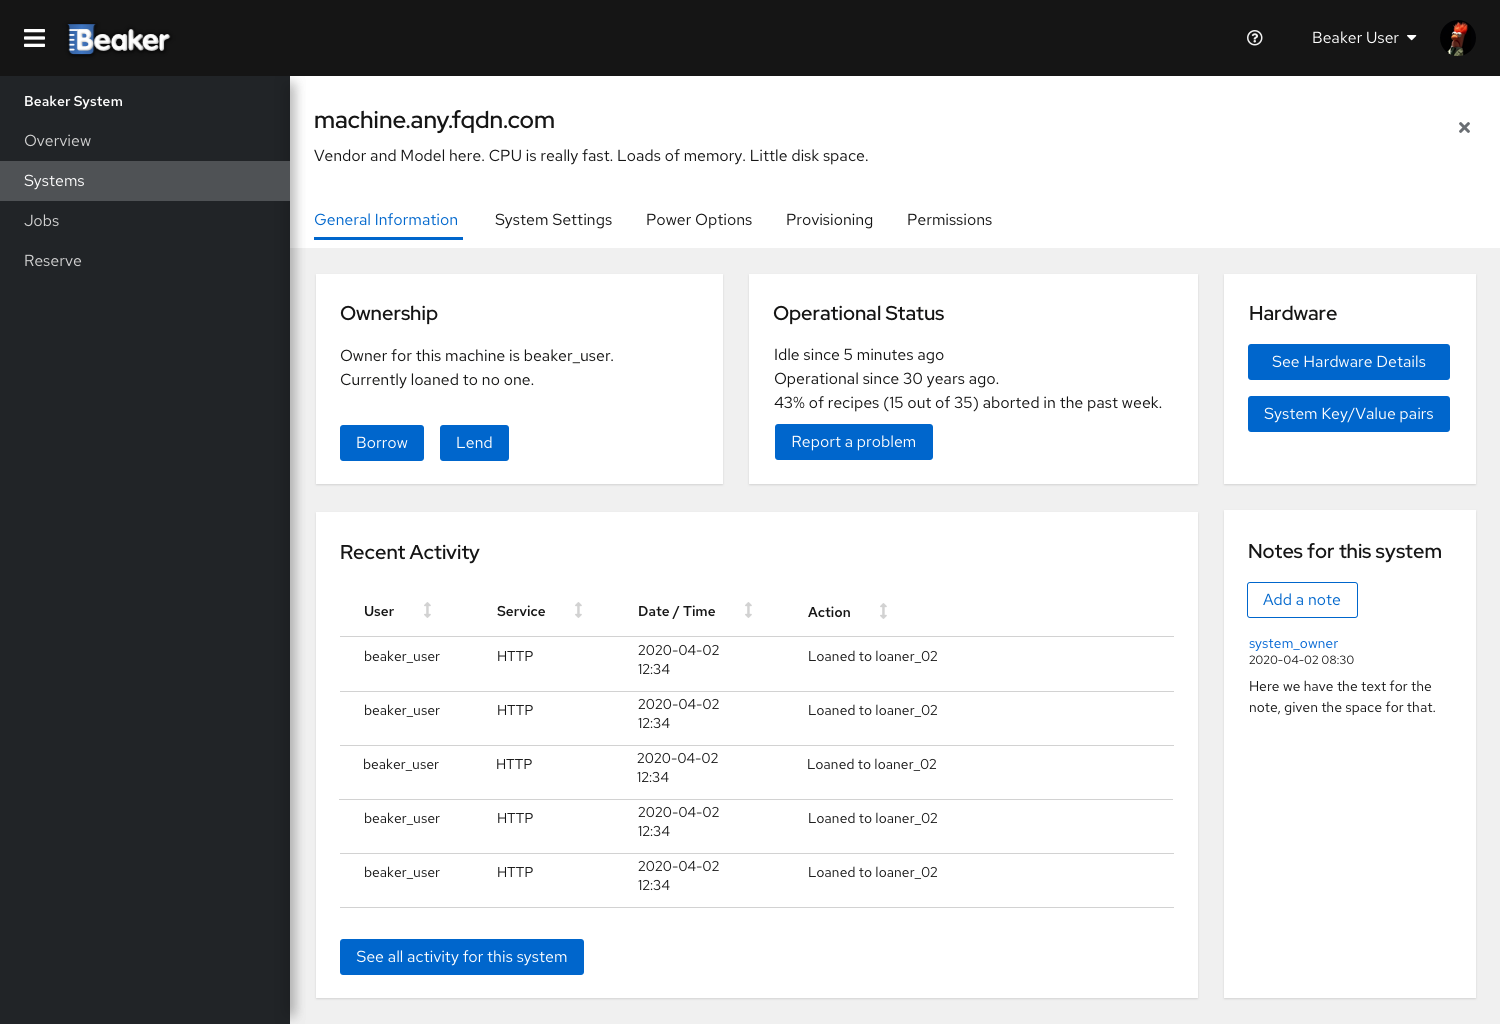 Beaker
Beaker User
Beaker System
Overview
Systems
Jobs
Reserve
machine.any.fqdn.com
Vendor and Model here. CPU is really fast. Loads of memory. Little disk space.
General Information System Settings Power Options Provisioning Permissions
Ownership
Owner for this machine is beaker_user.
Currently loaned to no one.
Borrow Lend
Operational Status
Idle since 5 minutes ago
Operational since 30 years ago.
43% of recipes (15 out of 35) aborted in the past week.
Report a problem
Hardware
See Hardware Details
System Key/Value pairs
Recent Activity
User Service Date / Time Action
beaker_user HTTP 2020-04-02 Loaned to loaner_02
12:34
beaker_user HTTP 2020-04-02 Loaned to loaner_02
12:34
beaker_user HTTP 2020-04-02 Loaned to loaner_02
12:34
beaker_user HTTP 2020-04-02 Loaned to loaner_02
12:34
beaker_user HTTP 2020-04-02 Loaned to loaner_02
12:34
See all activity for this system
Notes for this system
Add a note
system_owner
2020-04-02 08:30
Here we have the text for the
note, given the space for that.